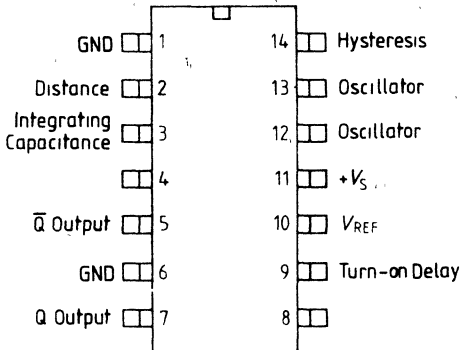 GND 1 14 Hysteresis
Distance 2 13 Oscillator
Integrating
Capacitance 3 12 Oscillator
4 11 +VS
Q̅ Output 5 10 VREF
GND 6 9 Turn-on Delay
Q Output 7 8